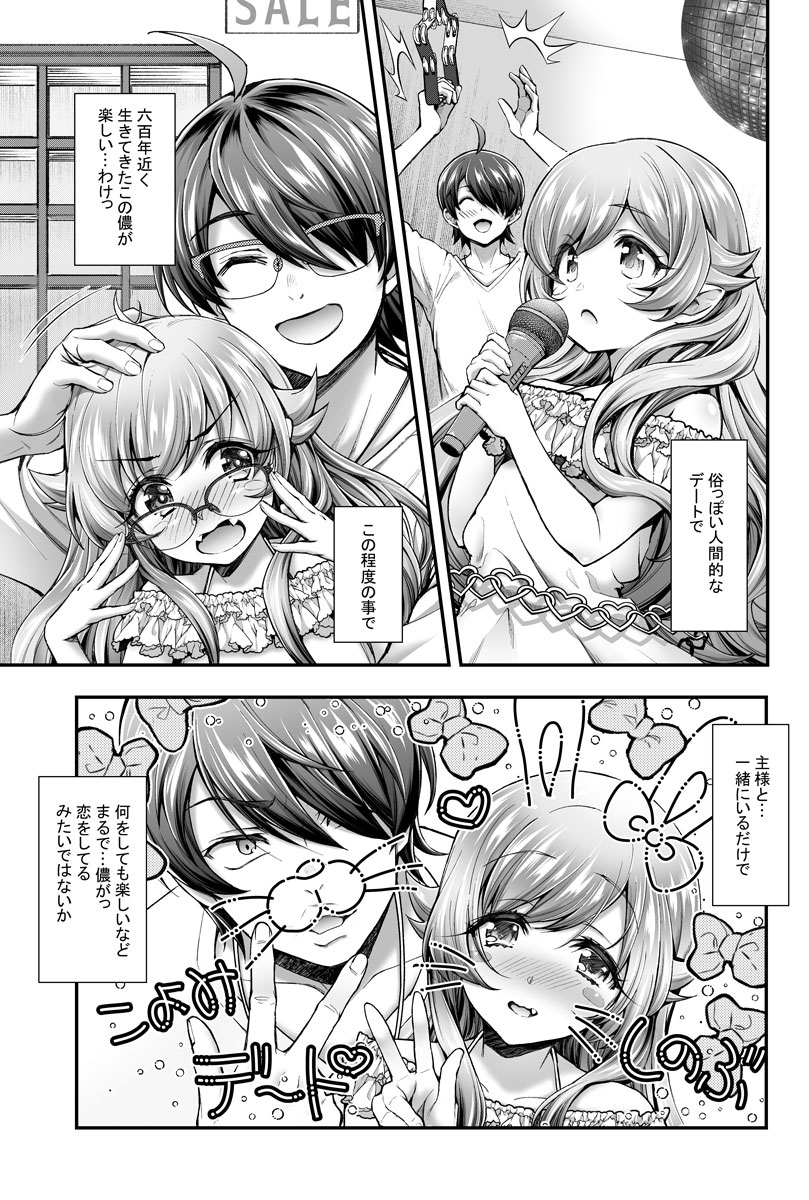 俗っぽい人間的な
デートで
SALE
六百年近く
生きてきたこの儂が
楽しい…わけっ
この程度の事で
主様と…
一緒にいるだけで
何をしても楽しいなど
まるで…儂がっ
恋をしてる
みたいではないか
こよみ
しのぶ
デート♡